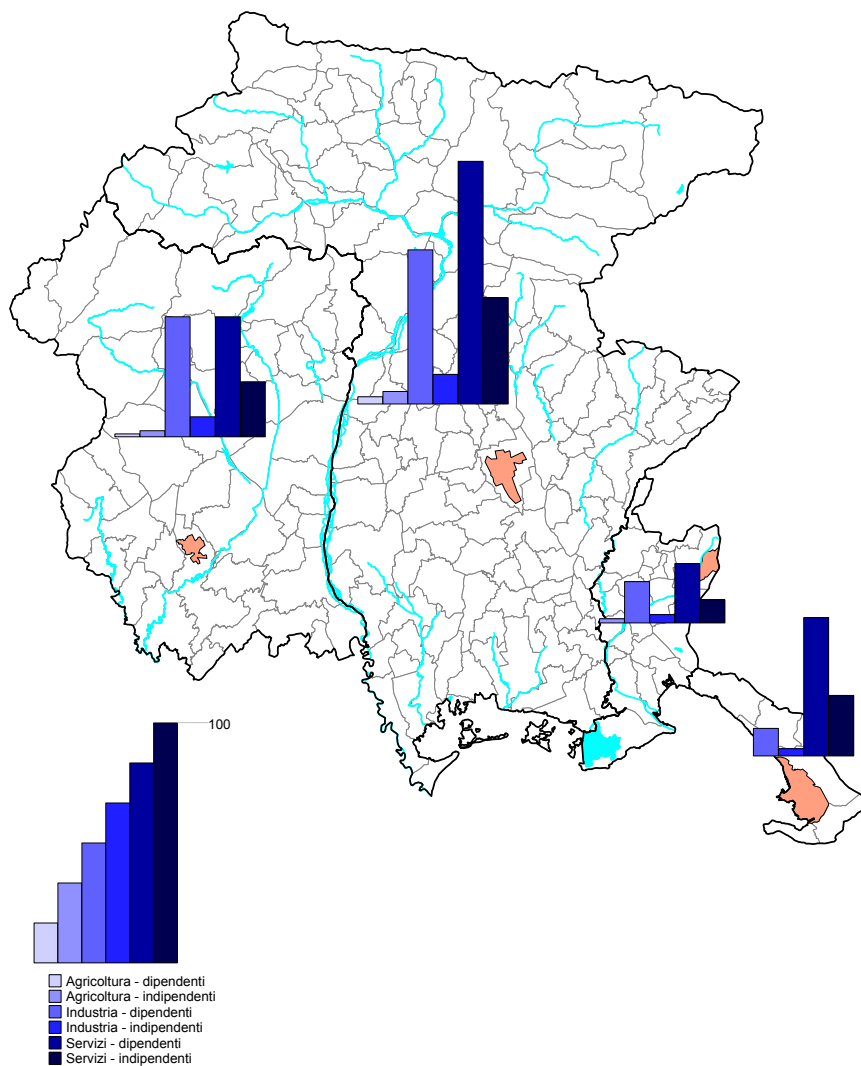 100
Agricoltura - dipendenti
Agricoltura - indipendenti
Industria - dipendenti
Industria - indipendenti
Servizi - dipendenti
Servizi - indipendenti